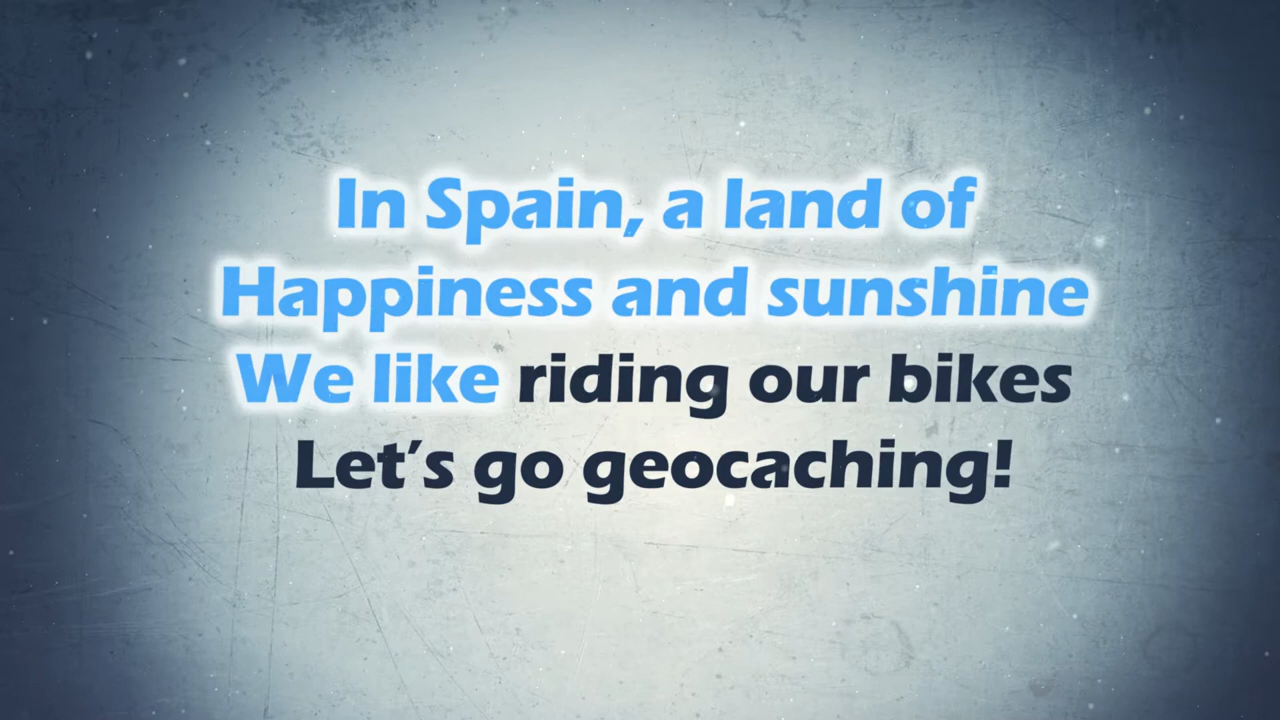 In Spain, a land of
Happiness and sunshine
We like riding our bikes
Let’s go geocaching!